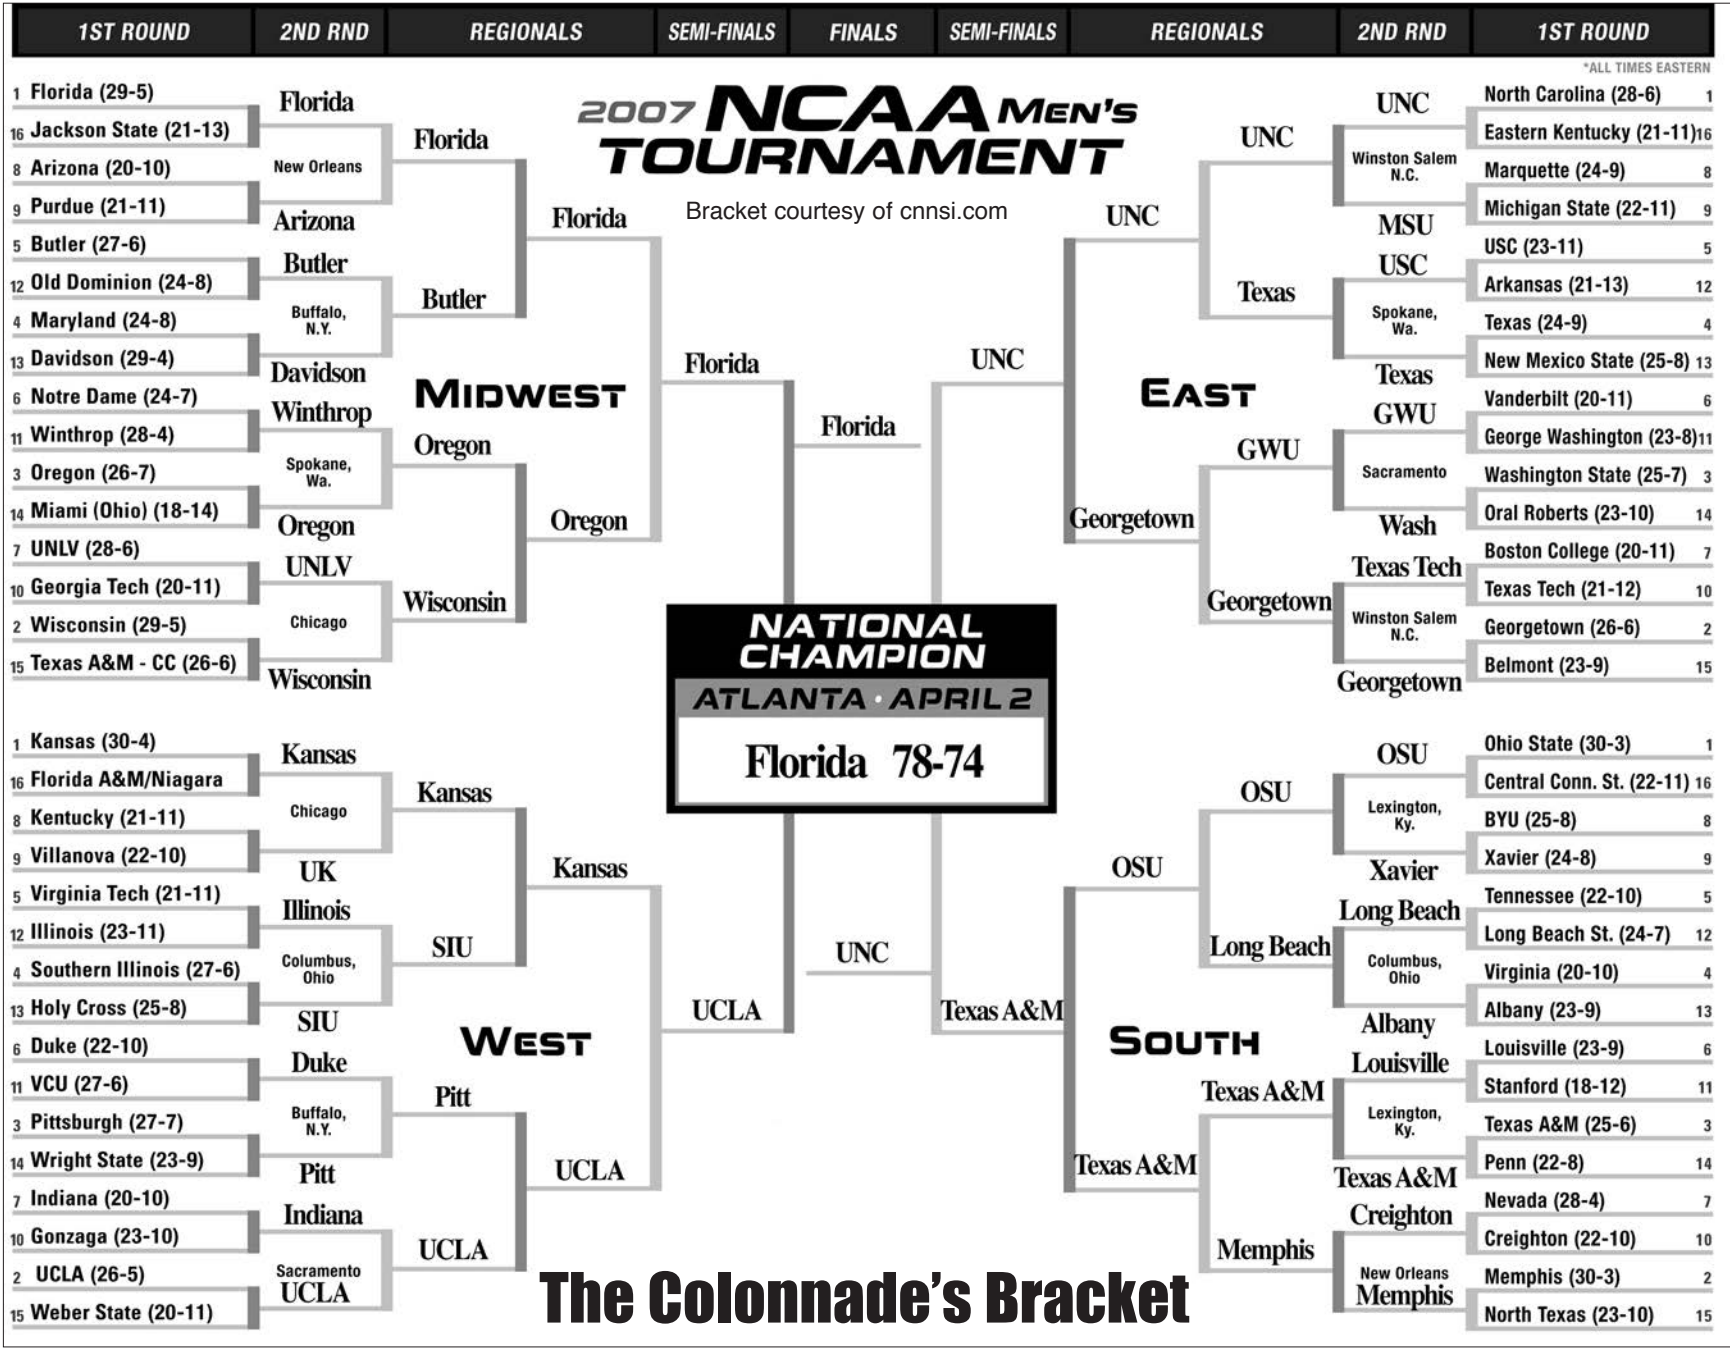 1ST ROUND
2ND RND
REGIONALS
SEMI-FINALS
FINALS
SEMI-FINALS
REGIONALS
2ND RND
1ST ROUND
*ALL TIMES EASTERN
2007 NCAA MEN'S
TOURNAMENT
Bracket courtesy of cnnsi.com
1 Florida (29-5)
16 Jackson State (21-13)
8 Arizona (20-10)
9 Purdue (21-11)
5 Butler (27-6)
12 Old Dominion (24-8)
4 Maryland (24-8)
13 Davidson (29-4)
6 Notre Dame (24-7)
11 Winthrop (28-4)
3 Oregon (26-7)
14 Miami (Ohio) (18-14)
7 UNLV (28-6)
10 Georgia Tech (20-11)
2 Wisconsin (29-5)
15 Texas A&M - CC (26-6)
Florida
New Orleans
Arizona
Butler
Buffalo,
N.Y.
Davidson
Winthrop
Spokane,
Wa.
Oregon
UNLV
Chicago
Wisconsin
Florida
Butler
MIDWEST
Oregon
Wisconsin
Florida
Oregon
Florida
Florida
1 Kansas (30-4)
16 Florida A&M/Niagara
8 Kentucky (21-11)
9 Villanova (22-10)
5 Virginia Tech (21-11)
12 Illinois (23-11)
4 Southern Illinois (27-6)
13 Holy Cross (25-8)
6 Duke (22-10)
11 VCU (27-6)
3 Pittsburgh (27-7)
14 Wright State (23-9)
7 Indiana (20-10)
10 Gonzaga (23-10)
2 UCLA (26-5)
15 Weber State (20-11)
Kansas
Chicago
UK
Illinois
Columbus,
Ohio
SIU
Duke
Buffalo,
N.Y.
Pitt
Indiana
Sacramento
UCLA
Kansas
SIU
WEST
Pitt
UCLA
Kansas
UCLA
UCLA
NATIONAL
CHAMPION
ATLANTA • APRIL 2
Florida 78-74
UNC
UNC
Texas A&M
UNC
Georgetown
UNC
Texas
EAST
GWU
Georgetown
UNC
Winston Salem
N.C.
MSU
USC
Spokane,
Wa.
Texas
GWU
Sacramento
Wash
Texas Tech
Winston Salem
N.C.
Georgetown
North Carolina (28-6) 1
Eastern Kentucky (21-11) 16
Marquette (24-9) 8
Michigan State (22-11) 9
USC (23-11) 5
Arkansas (21-13) 12
Texas (24-9) 4
New Mexico State (25-8) 13
Vanderbilt (20-11) 6
George Washington (23-8) 11
Washington State (25-7) 3
Oral Roberts (23-10) 14
Boston College (20-11) 7
Texas Tech (21-12) 10
Georgetown (26-6) 2
Belmont (23-9) 15
OSU
Texas A&M
OSU
Long Beach
SOUTH
Texas A&M
Memphis
OSU
Lexington,
Ky.
Xavier
Long Beach
Columbus,
Ohio
Albany
Louisville
Lexington,
Ky.
Texas A&M
Creighton
New Orleans
Memphis
Ohio State (30-3) 1
Central Conn. St. (22-11) 16
BYU (25-8) 8
Xavier (24-8) 9
Tennessee (22-10) 5
Long Beach St. (24-7) 12
Virginia (20-10) 4
Albany (23-9) 13
Louisville (23-9) 6
Stanford (18-12) 11
Texas A&M (25-6) 3
Penn (22-8) 14
Nevada (28-4) 7
Creighton (22-10) 10
Memphis (30-3) 2
North Texas (23-10) 15
The Colonnade's Bracket